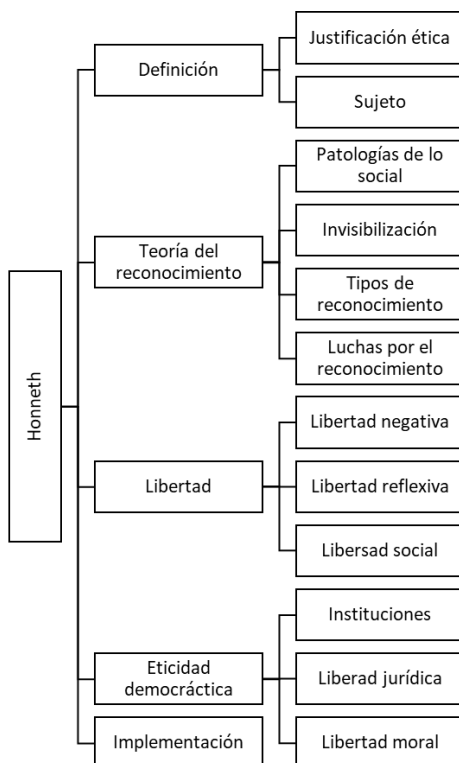 Honneth
Definición
Justificación ética
Sujeto
Teoría del
reconocimiento
Patologías de lo
social
Invisibilización
Tipos de
reconocimiento
Luchas por el
reconocimiento
Libertad
Libertad negativa
Libertad reflexiva
Libersad social
Eticidad
democráctica
Instituciones
Liberad jurídica
Libertad moral
Implementación